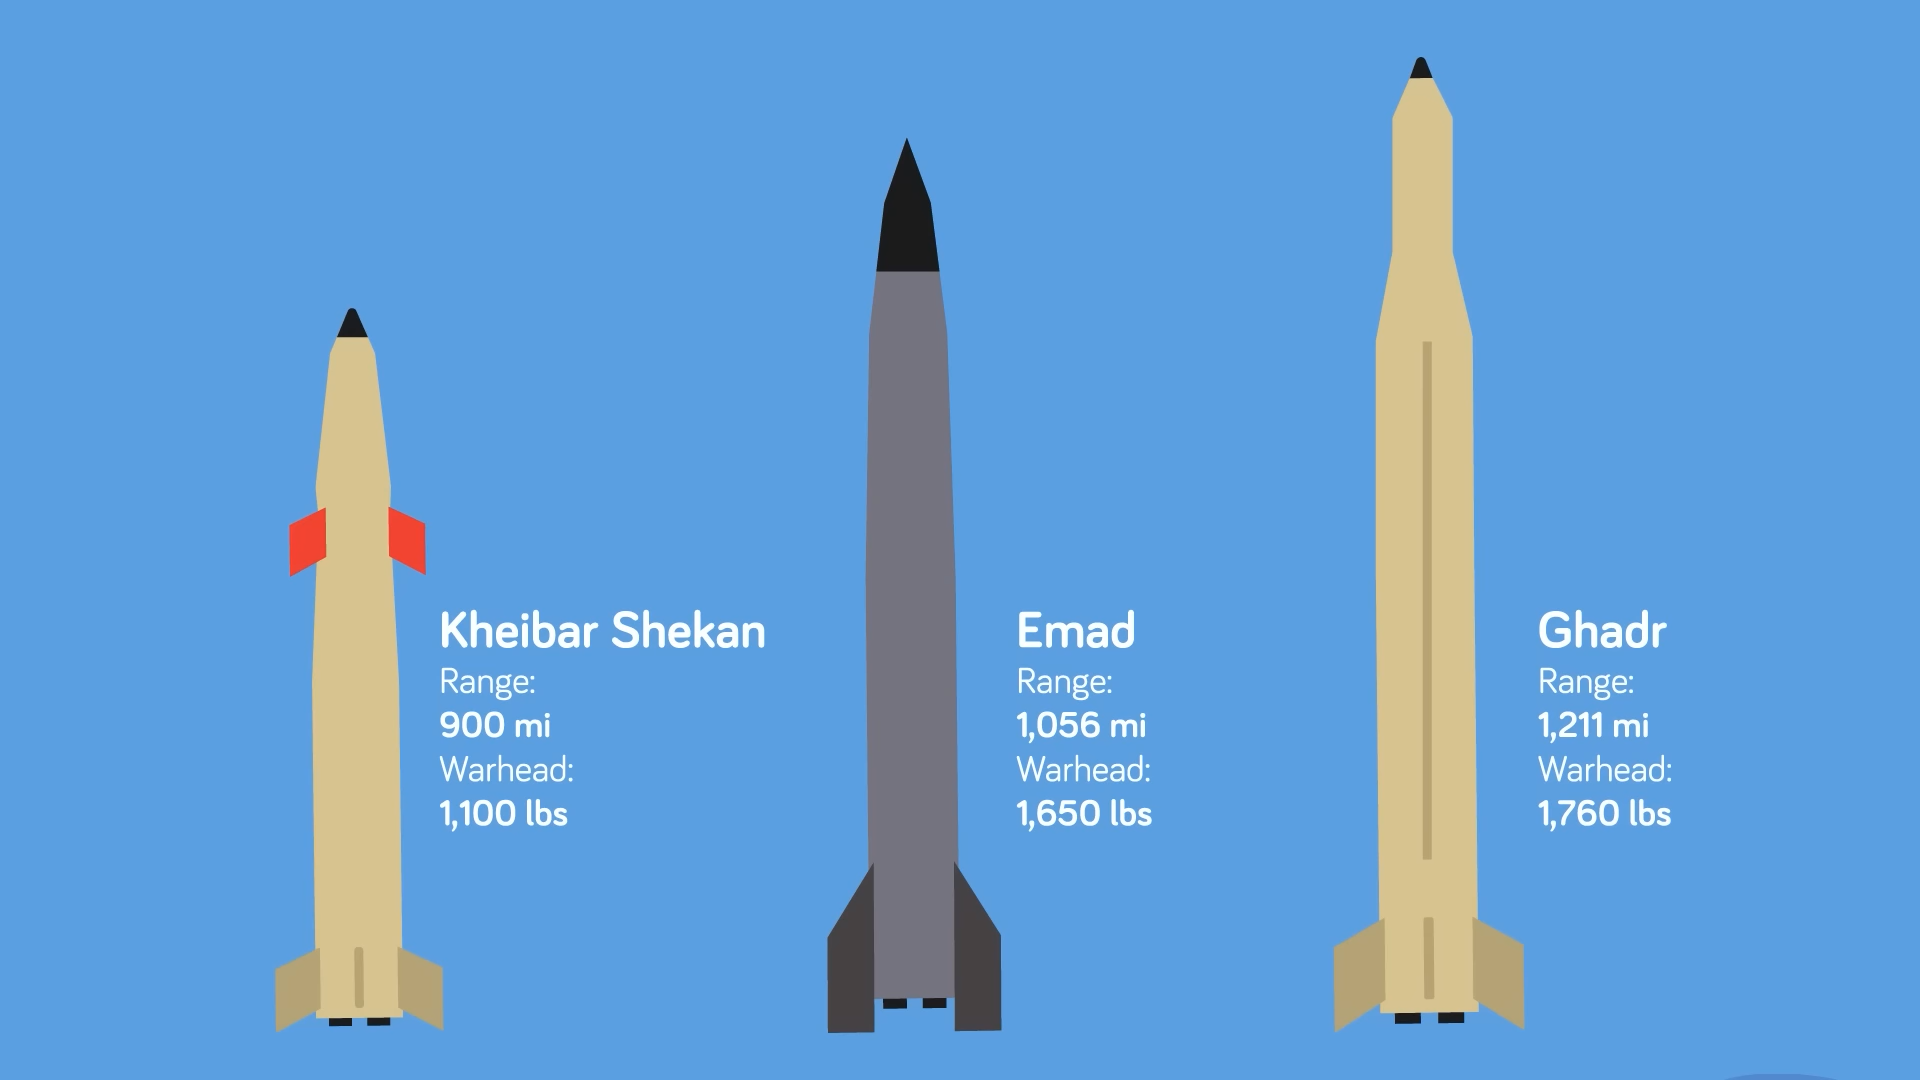 Kheibar Shekan
Range:
900 mi
Warhead:
1,100 lbs
Emad
Range:
1,056 mi
Warhead:
1,650 lbs
Ghadr
Range:
1,211 mi
Warhead:
1,760 lbs